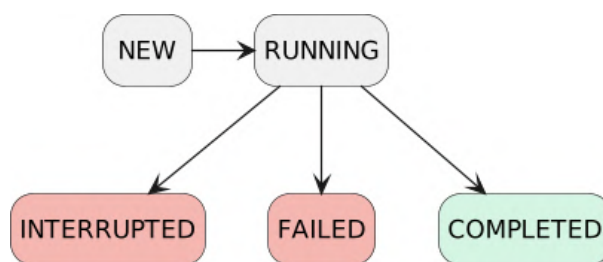 NEW
RUNNING
INTERRUPTED
FAILED
COMPLETED